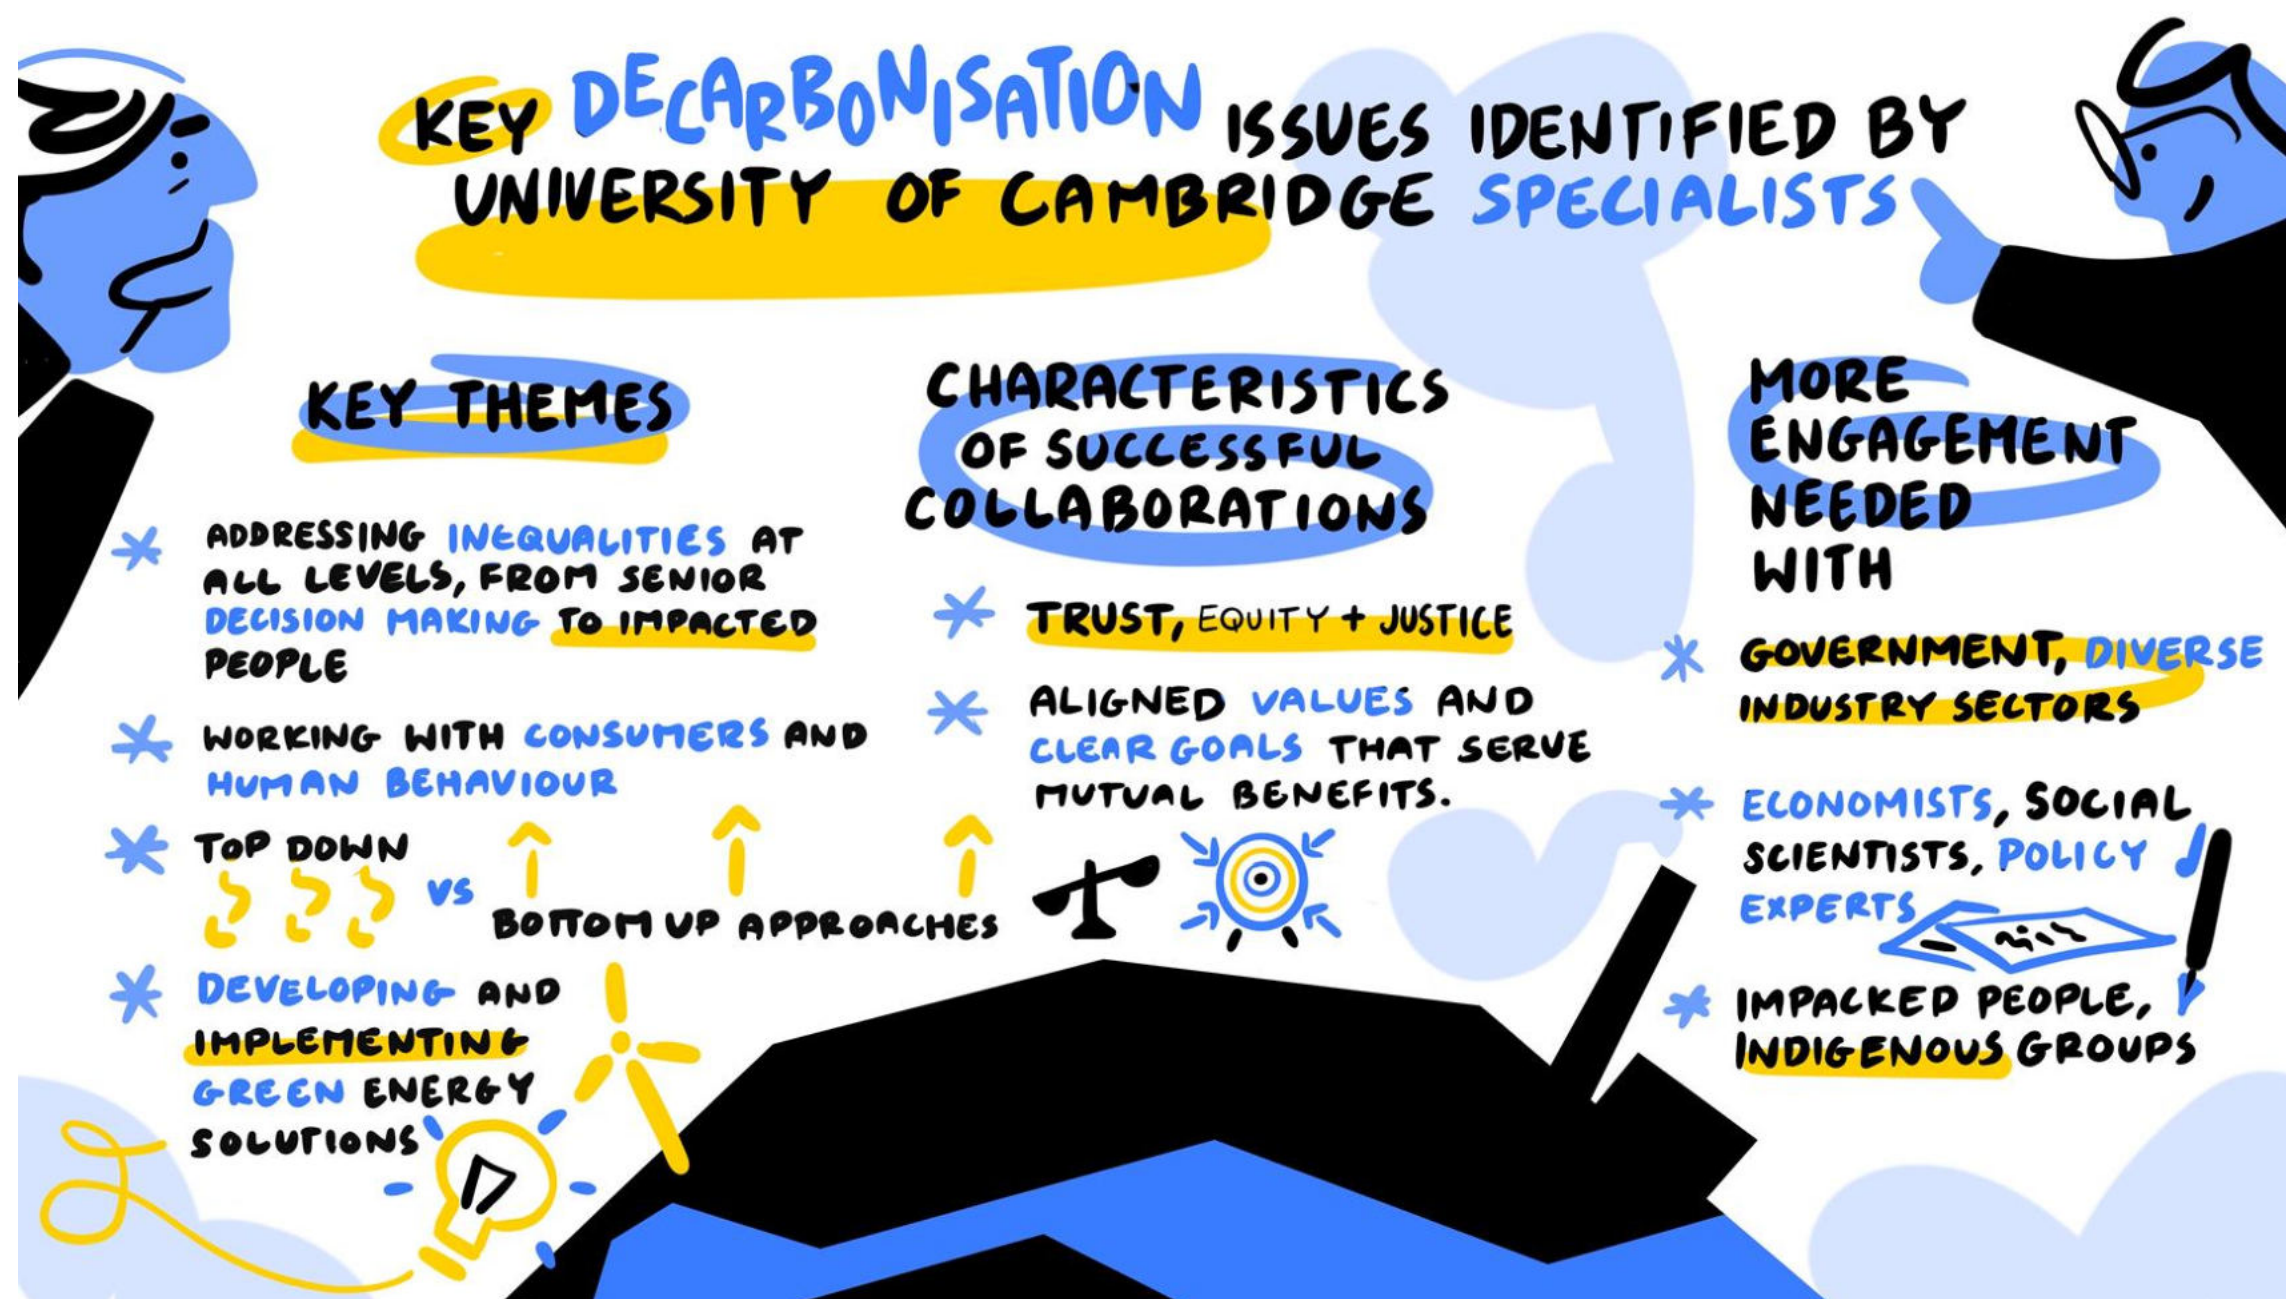 KEY DECARBONISATION ISSUES IDENTIFIED BY
UNIVERSITY OF CAMBRIDGE SPECIALISTS
KEY THEMES
ADDRESSING INEQUALITIES AT
ALL LEVELS, FROM SENIOR
DECISION MAKING TO IMPACTED
PEOPLE
WORKING WITH CONSUMERS AND
HUMAN BEHAVIOUR
TOP DOWN
VS
BOTTOM UP APPROACHES
DEVELOPING AND
IMPLEMENTING
GREEN ENERGY
SOLUTIONS
CHARACTERISTICS
OF SUCCESSFUL
COLLABORATIONS
TRUST, EQUITY + JUSTICE
ALIGNED VALUES AND
CLEAR GOALS THAT SERVE
MUTUAL BENEFITS.
MORE
ENGAGEMENT
NEEDED
WITH
GOVERNMENT, DIVERSE
INDUSTRY SECTORS
ECONOMISTS, SOCIAL
SCIENTISTS, POLICY
EXPERTS
IMPACKED PEOPLE,
INDIGENOUS GROUPS